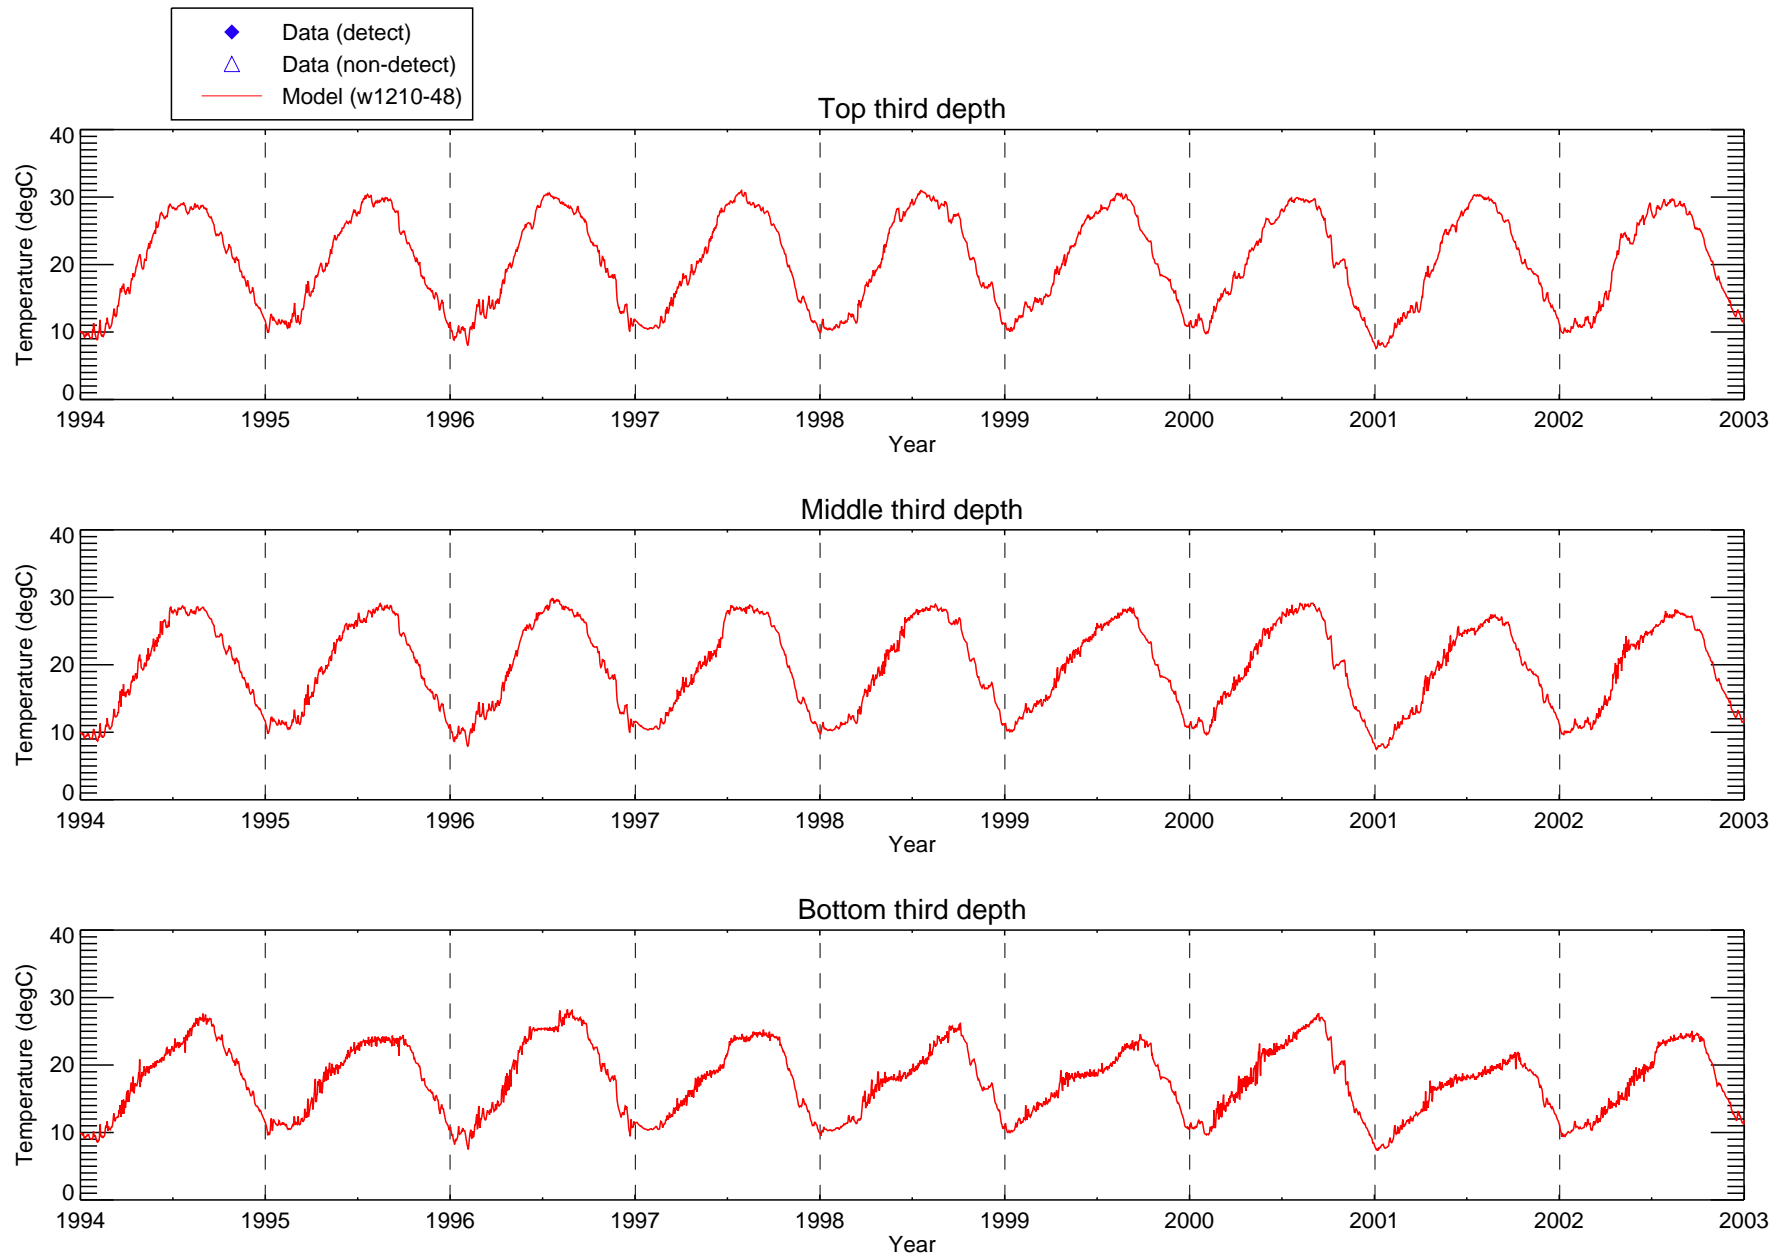 Data (detect)
Data (non-detect)
Model (w1210-48)
Top third depth
Temperature (degC)
40
30
20
10
0
1994 1995 1996 1997 1998 1999 2000 2001 2002 2003
Year
Middle third depth
Temperature (degC)
40
30
20
10
0
1994 1995 1996 1997 1998 1999 2000 2001 2002 2003
Year
Bottom third depth
Temperature (degC)
40
30
20
10
0
1994 1995 1996 1997 1998 1999 2000 2001 2002 2003
Year